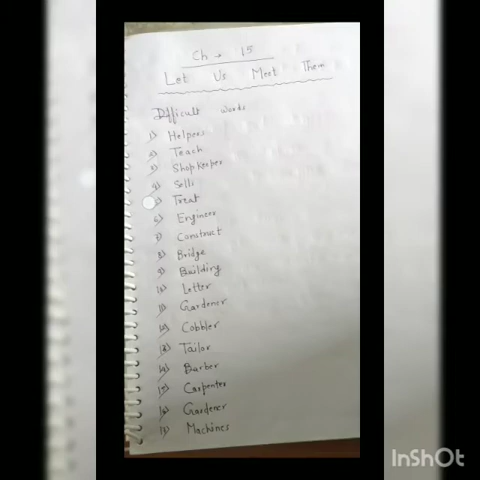 Ch → 15
Let Us Meet Them
Difficult words
1) Helpers
2) Teach
3) Shopkeeper
4) Sells
5) Treat
6) Engineer
7) Construct
8) Bridge
9) Building
10) Letter
11) Gardener
12) Cobbler
13) Tailor
14) Barber
15) Carpenter
16) Gardener
17) Machines
InShOt